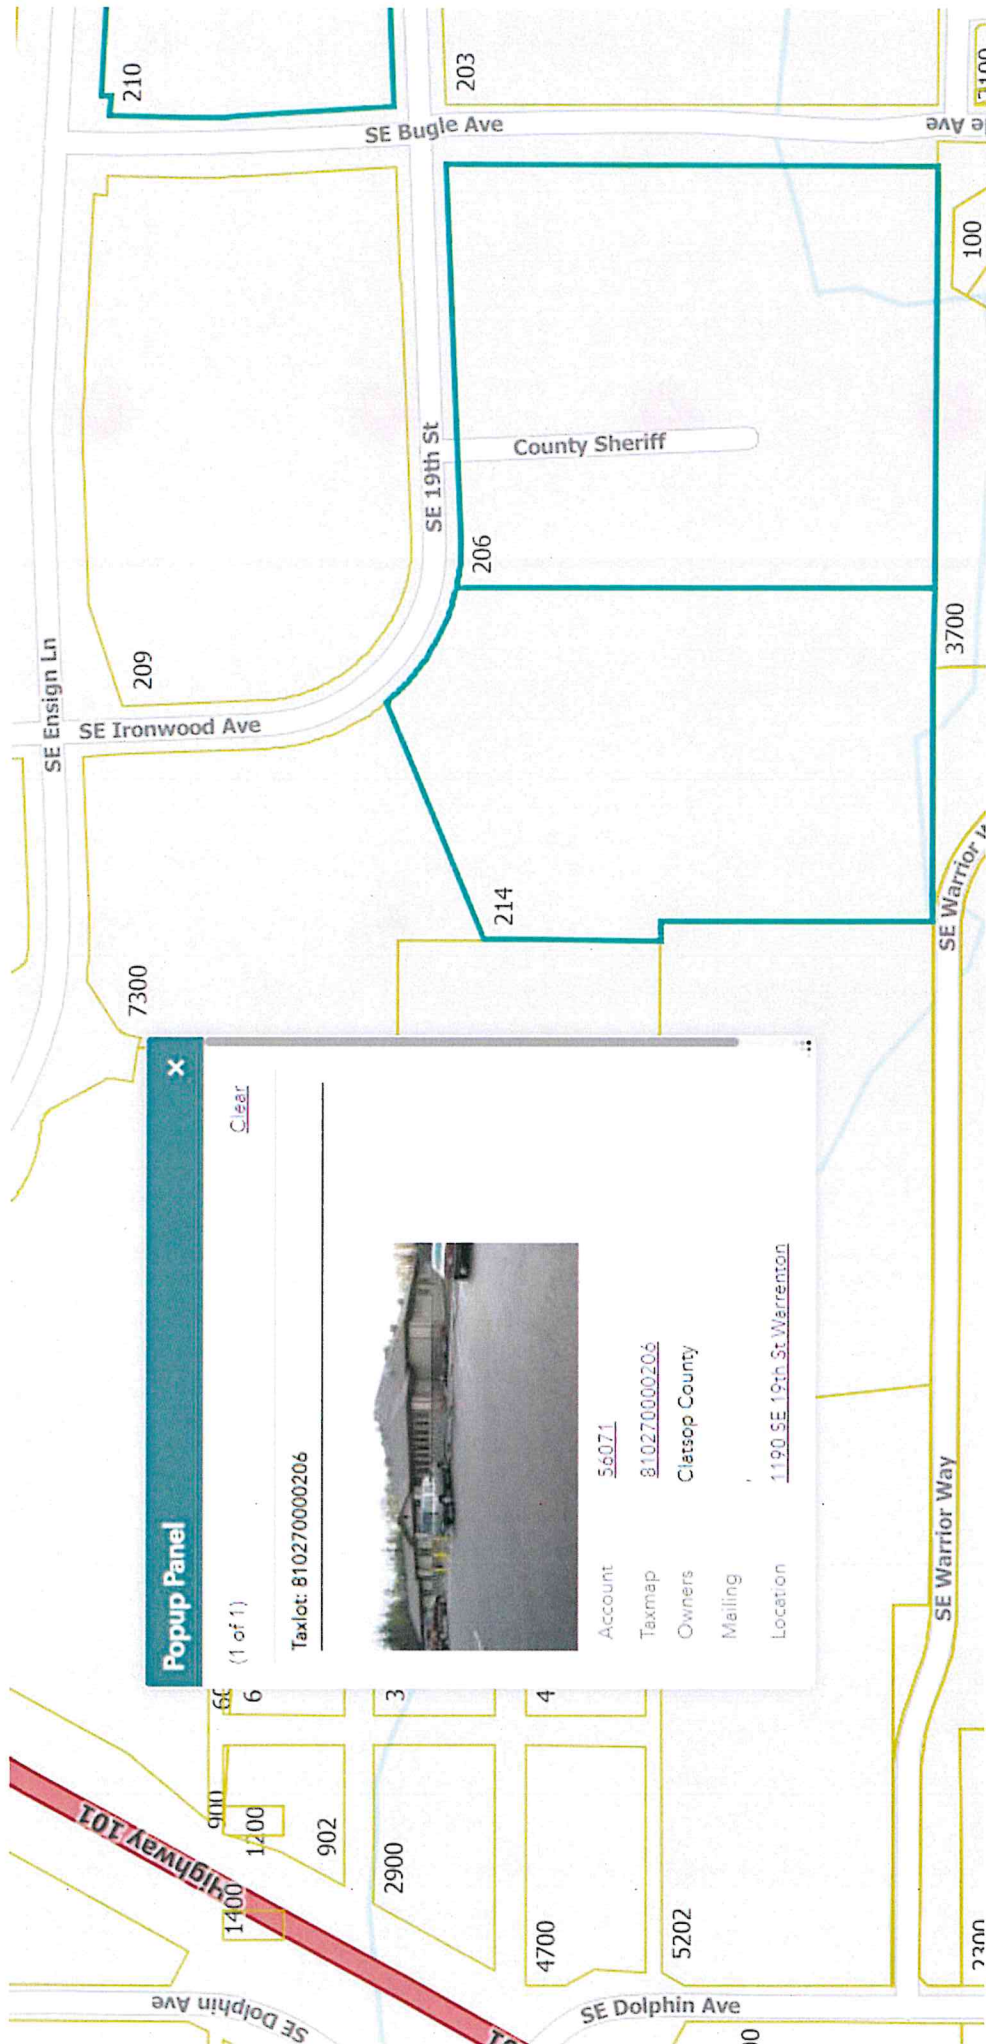 Popup Panel
×
(1 of 1)
Clear
Taxlot: 810270000206
Account 56071
Taxmap 810270000206
Owners Clatsop County
Mailing ,
Location 1190 SE 19th St Warrenton
Highway 101
SE Dolphin Ave
SE Dolphin Ave
SE Ensign Ln
SE Ironwood Ave
SE 19th St
SE Bugle Ave
County Sheriff
SE Warrior Way
SE Warrior
1400
900
1200
902
2900
4700
5202
2300
6
3
4
7300
209
210
203
214
206
3700
100